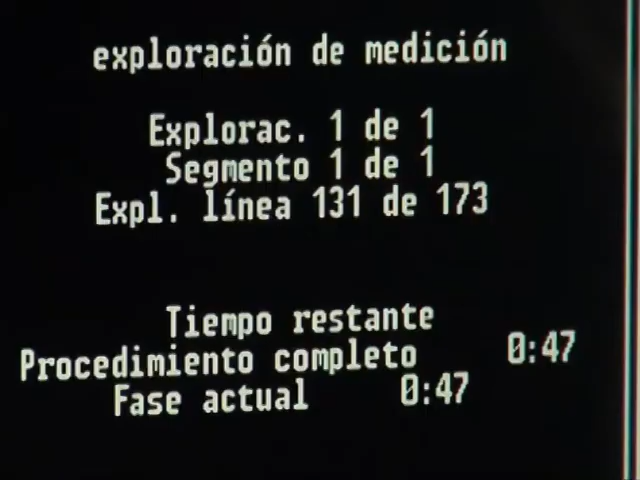 exploración de medición
Explorac. 1 de 1
Segmento 1 de 1
Expl. línea 131 de 173
Tiempo restante
Procedimiento completo 0:47
Fase actual 0:47